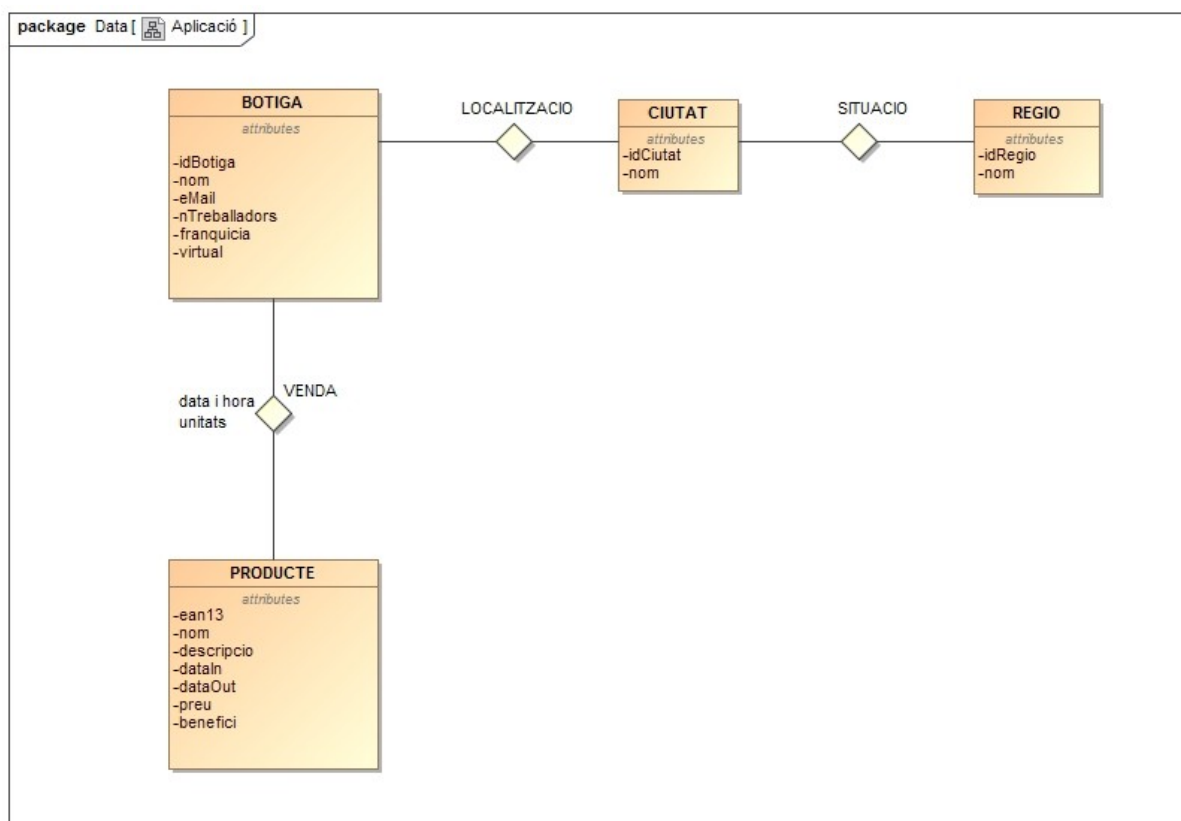 package Data [ Aplicació ]
BOTIGA
attributes
-idBotiga
-nom
-eMail
-nTreballadors
-franquicia
-virtual
LOCALITZACIO
CIUTAT
attributes
-idCiutat
-nom
SITUACIO
REGIO
attributes
-idRegio
-nom
VENDA
data i hora
unitats
PRODUCTE
attributes
-ean13
-nom
-descripcio
-dataIn
-dataOut
-preu
-benefici